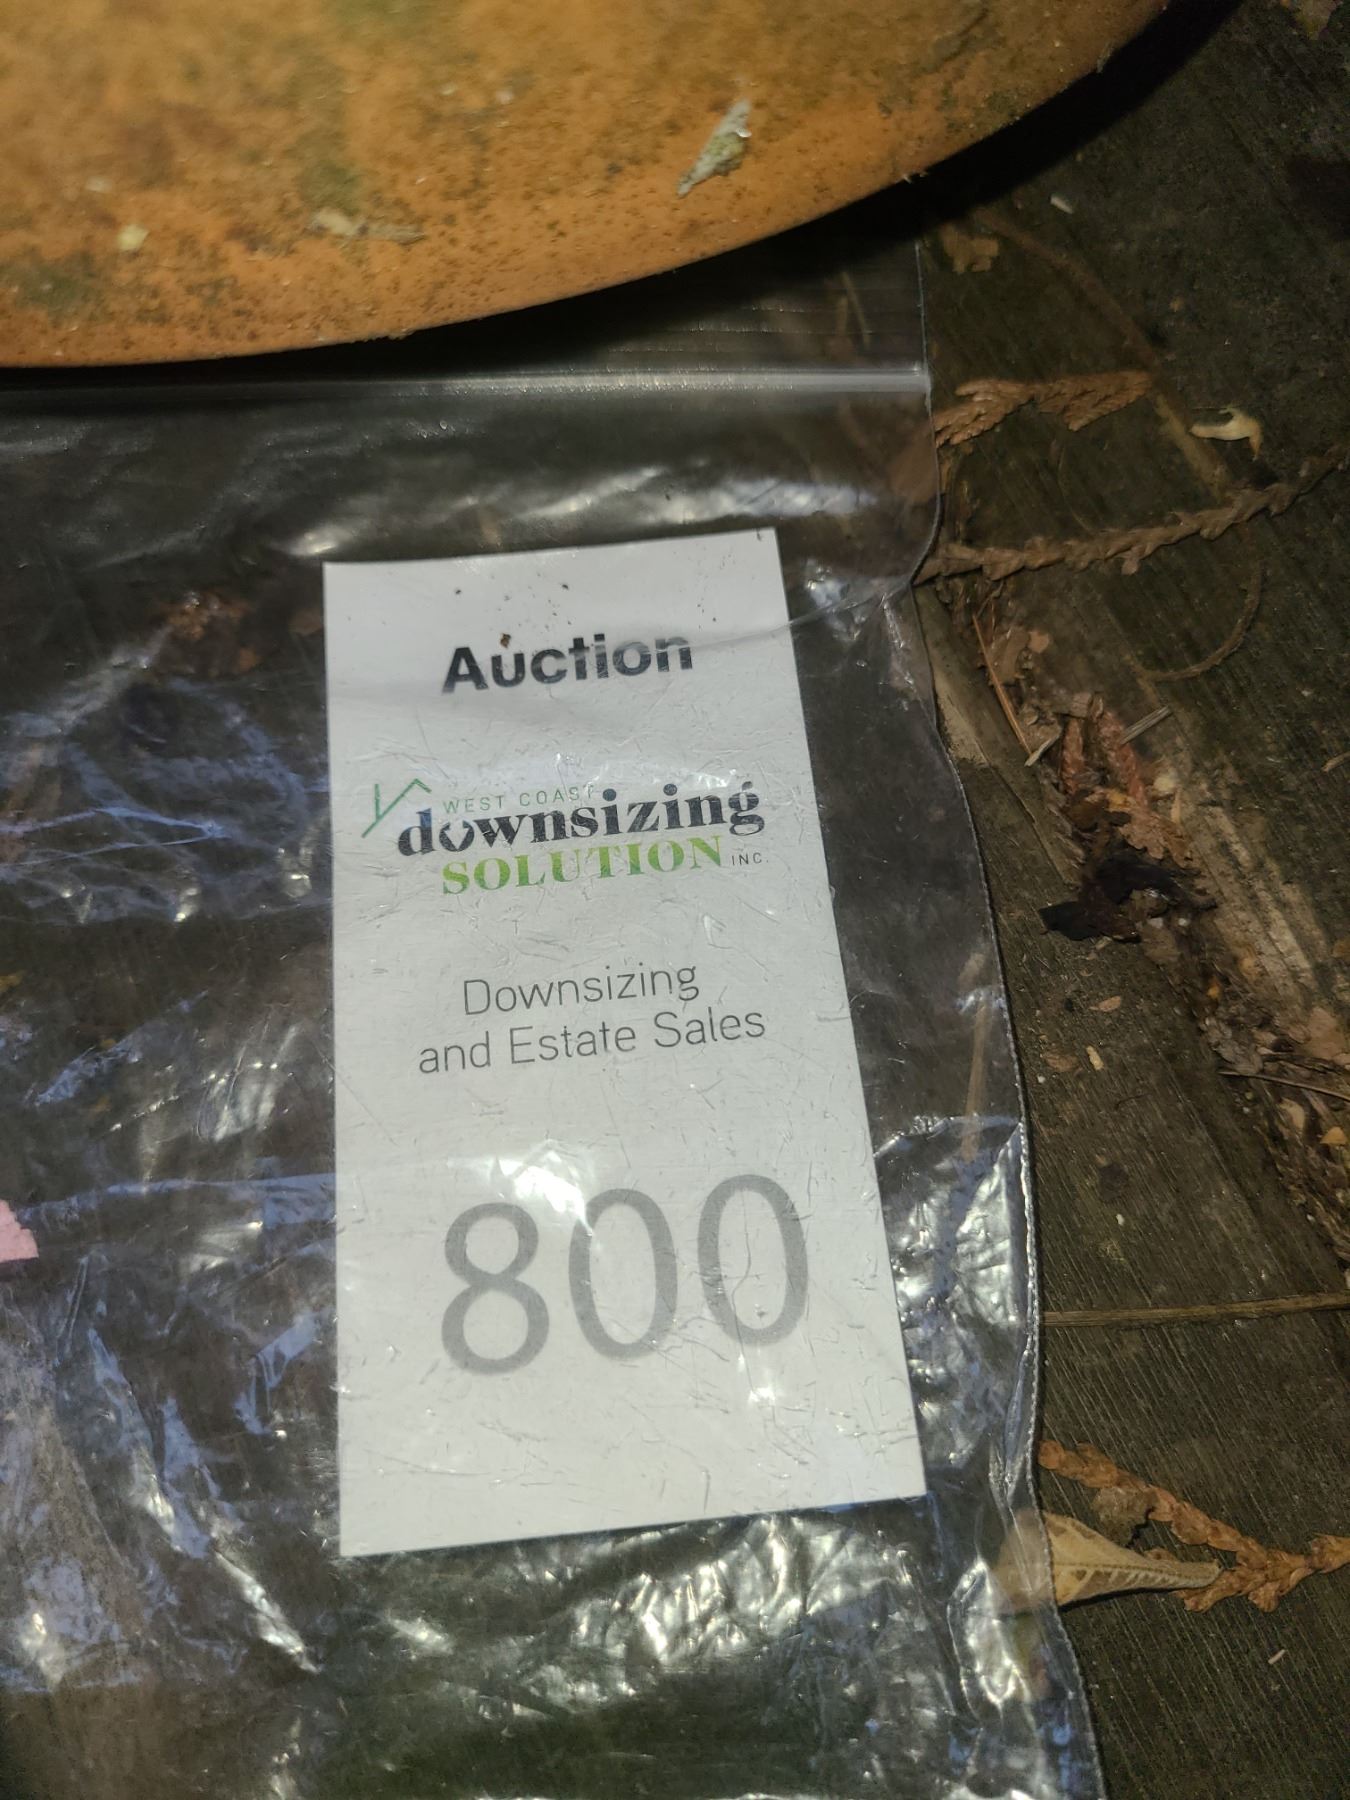 Auction
WEST COAST
downsizing
SOLUTION INC.
Downsizing
and Estate Sales
800